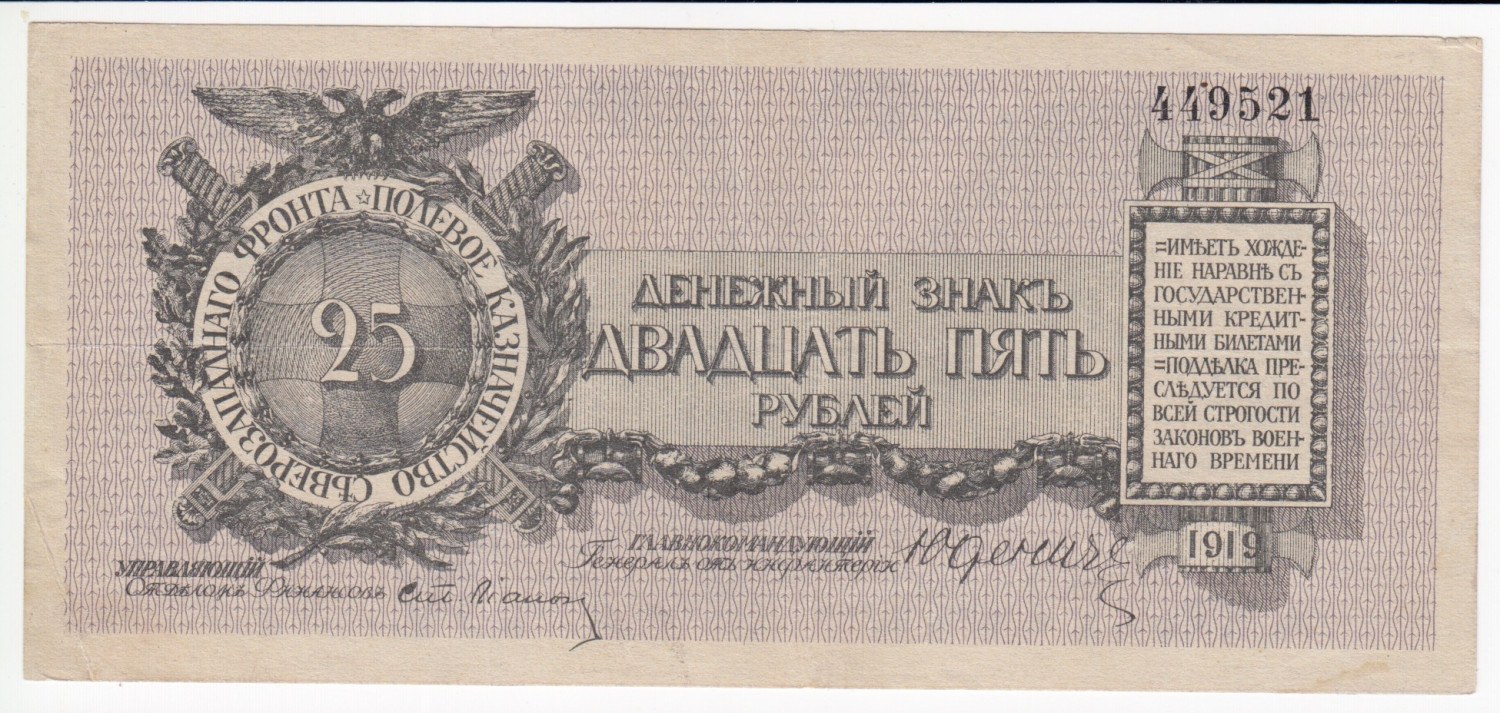 449521
ПОЛЕВОЕ КАЗНАЧЕЙСТВО СѢВЕРОЗАПАДНАГО ФРОНТА
25
ДЕНЕЖНЫЙ ЗНАКЪ
ДВАДЦАТЬ ПЯТЬ
РУБЛЕЙ
=ИМѢЕТЪ ХОЖДЕ-
НІЕ НАРАВНѢ СЪ
ГОСУДАРСТВЕН-
НЫМИ КРЕДИТ-
НЫМИ БИЛЕТАМИ
=ПОДДѢЛКА ПРЕ-
СЛѢДУЕТСЯ ПО
ВСЕЙ СТРОГОСТИ
ЗАКОНОВЪ ВОЕН-
НАГО ВРЕМЕНИ
1919
ГЛАВНОКОМАНДУЮЩІЙ
Генералъ отъ инфантеріи Юденичъ
УПРАВЛЯЮЩІЙ
Отдѣломъ Финансовъ